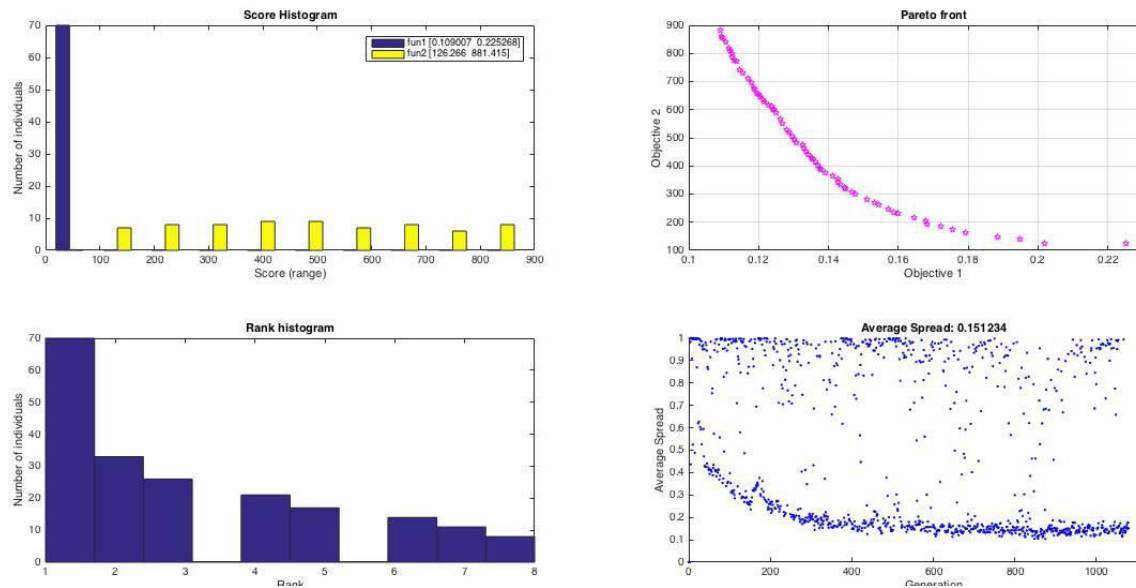 Score Histogram
70
60
50
40
30
20
10
0
Number of individuals
fun1 [0.109007 0.225268]
fun2 [126.266 881.415]
0 100 200 300 400 500 600 700 800 900
Score (range)
Pareto front
900
800
700
600
500
400
300
200
100
Objective 2
0.1 0.12 0.14 0.16 0.18 0.2 0.22
Objective 1
Rank histogram
70
60
50
40
30
20
10
0
Number of individuals
1 2 3 4 5 6 7 8
Rank
Average Spread: 0.151234
1
0.9
0.8
0.7
0.6
0.5
0.4
0.3
0.2
0.1
0
Average Spread
0 200 400 600 800 1000
Generation